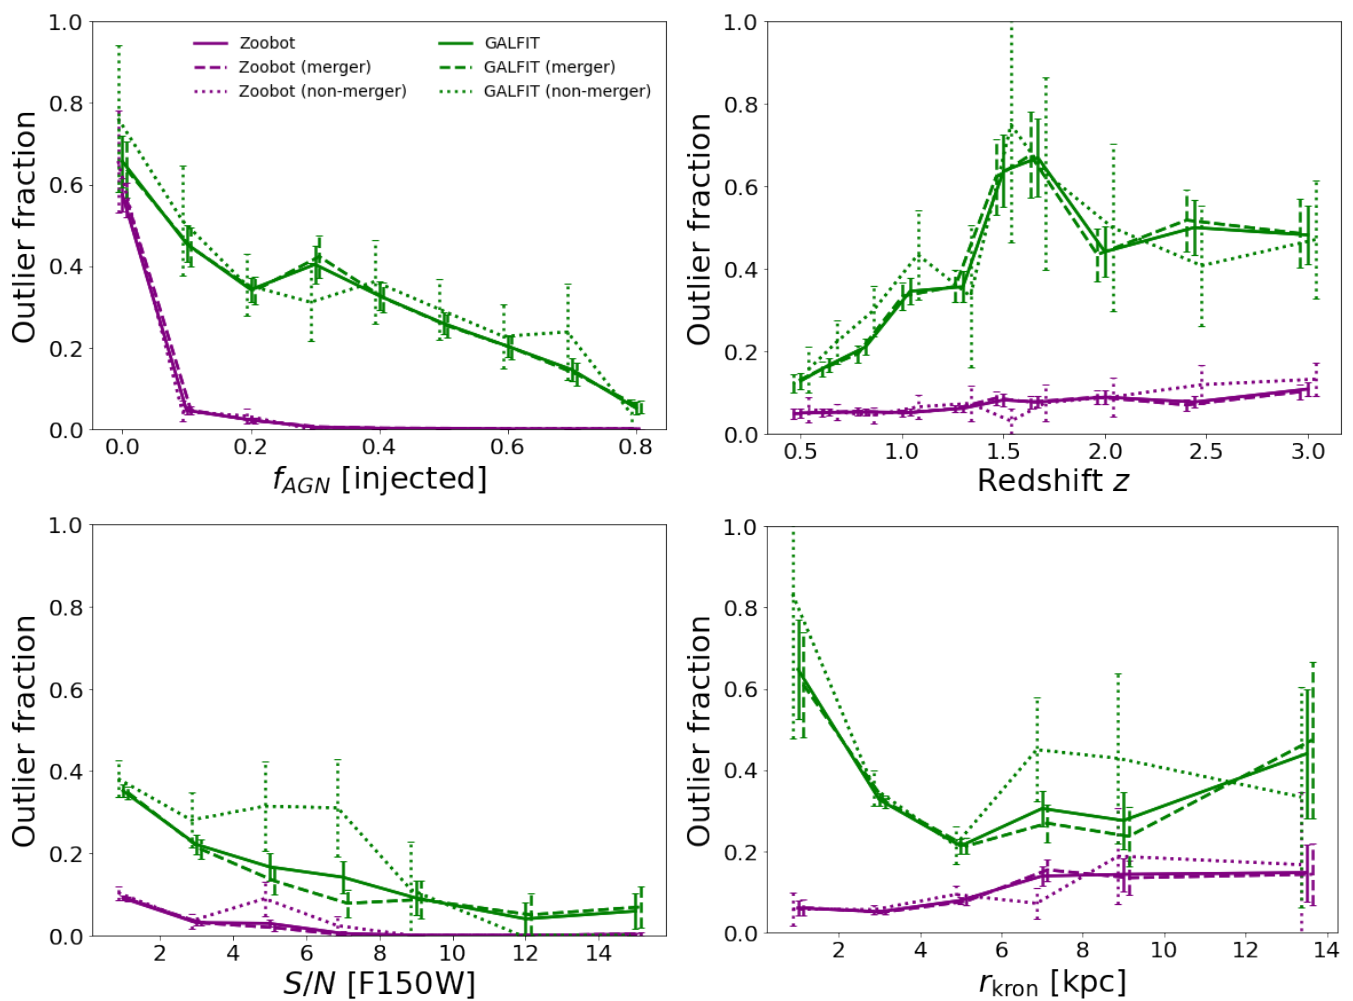 1.0
0.8
0.6
0.4
0.2
0.0
Outlier fraction
Zoobot
Zoobot (merger)
Zoobot (non-merger)
GALFIT
GALFIT (merger)
GALFIT (non-merger)
0.0 0.2 0.4 0.6 0.8
f_AGN [injected]
1.0
0.8
0.6
0.4
0.2
0.0
Outlier fraction
0.5 1.0 1.5 2.0 2.5 3.0
Redshift z
1.0
0.8
0.6
0.4
0.2
0.0
Outlier fraction
2 4 6 8 10 12 14
S/N [F150W]
1.0
0.8
0.6
0.4
0.2
0.0
Outlier fraction
2 4 6 8 10 12 14
r_kron [kpc]